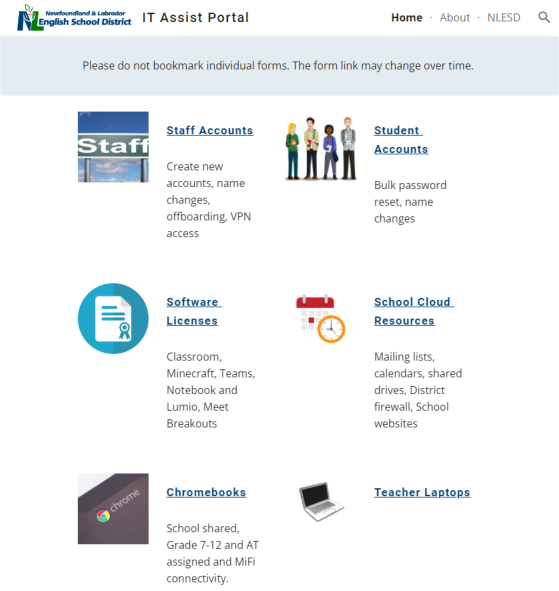 Newfoundland & Labrador
English School District
IT Assist Portal
Home · About · NLESD
Please do not bookmark individual forms. The form link may change over time.
Staff
Staff Accounts
Create new
accounts, name
changes,
offboarding, VPN
access
Student
Accounts
Bulk password
reset, name
changes
Software
Licenses
Classroom,
Minecraft, Teams,
Notebook and
Lumio, Meet
Breakouts
School Cloud
Resources
Mailing lists,
calendars, shared
drives, District
firewall, School
websites
chrome
Chromebooks
School shared,
Grade 7-12 and AT
assigned and MiFi
connectivity.
Teacher Laptops